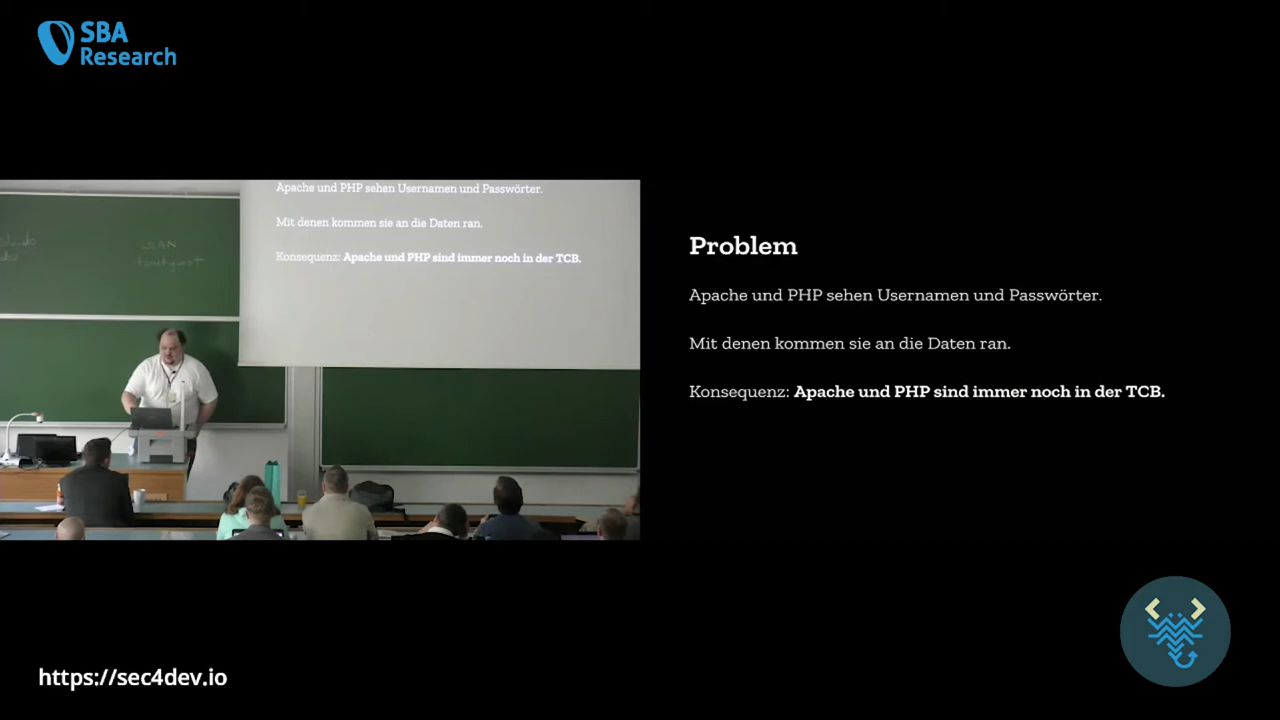 SBA
Research
WLAN
Apache und PHP sehen Usernamen und Passwörter.
Mit denen kommen sie an die Daten ran.
Konsequenz: Apache und PHP sind immer noch in der TCB.
Problem
Apache und PHP sehen Usernamen und Passwörter.
Mit denen kommen sie an die Daten ran.
Konsequenz: Apache und PHP sind immer noch in der TCB.
https://sec4dev.io